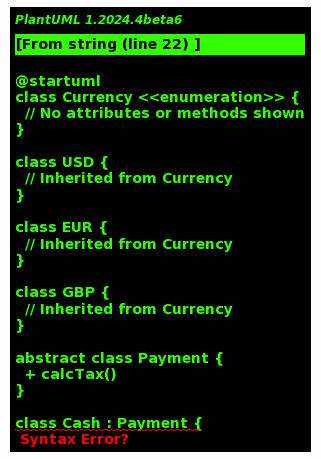 PlantUML 1.2024.4beta6
[From string (line 22) ]
@startuml
class Currency <<enumeration>> {
  // No attributes or methods shown
}
class USD {
  // Inherited from Currency
}
class EUR {
  // Inherited from Currency
}
class GBP {
  // Inherited from Currency
}
abstract class Payment {
  + calcTax()
}
class Cash : Payment {
 Syntax Error?